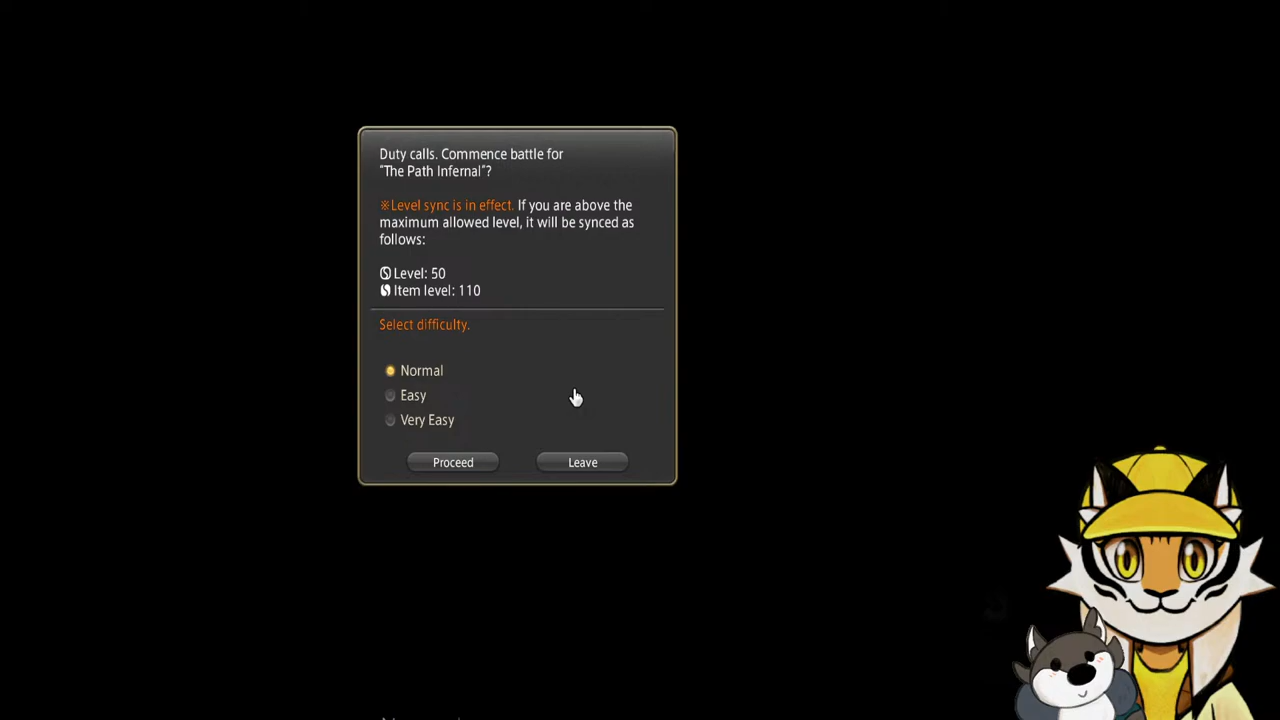 Duty calls. Commence battle for
"The Path Infernal"?
※Level sync is in effect. If you are above the
maximum allowed level, it will be synced as
follows:
Level: 50
Item level: 110
Select difficulty.
Normal
Easy
Very Easy
Proceed
Leave